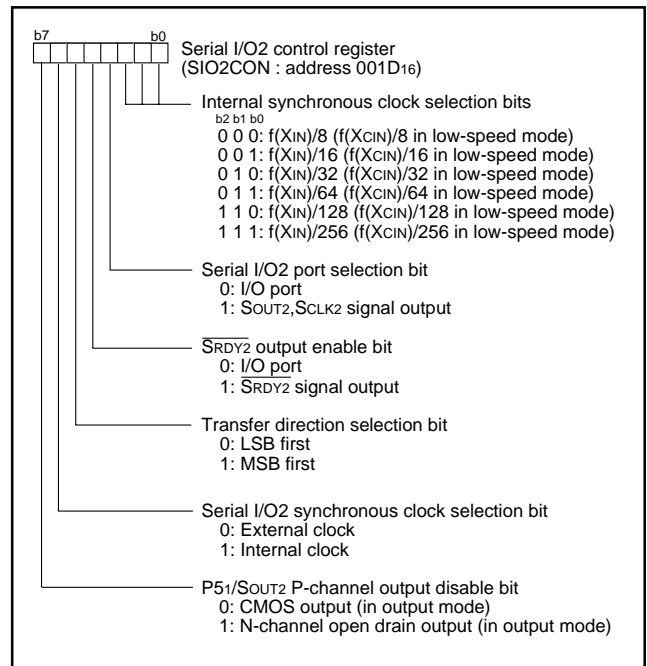 b7 b0
Serial I/O2 control register
(SIO2CON : address 001D16)
Internal synchronous clock selection bits
b2 b1 b0
0 0 0: f(XIN)/8 (f(XCIN)/8 in low-speed mode)
0 0 1: f(XIN)/16 (f(XCIN)/16 in low-speed mode)
0 1 0: f(XIN)/32 (f(XCIN)/32 in low-speed mode)
0 1 1: f(XIN)/64 (f(XCIN)/64 in low-speed mode)
1 1 0: f(XIN)/128 (f(XCIN)/128 in low-speed mode)
1 1 1: f(XIN)/256 (f(XCIN)/256 in low-speed mode)
Serial I/O2 port selection bit
0: I/O port
1: SOUT2,SCLK2 signal output
SRDY2 output enable bit
0: I/O port
1: SRDY2 signal output
Transfer direction selection bit
0: LSB first
1: MSB first
Serial I/O2 synchronous clock selection bit
0: External clock
1: Internal clock
P51/SOUT2 P-channel output disable bit
0: CMOS output (in output mode)
1: N-channel open drain output (in output mode)